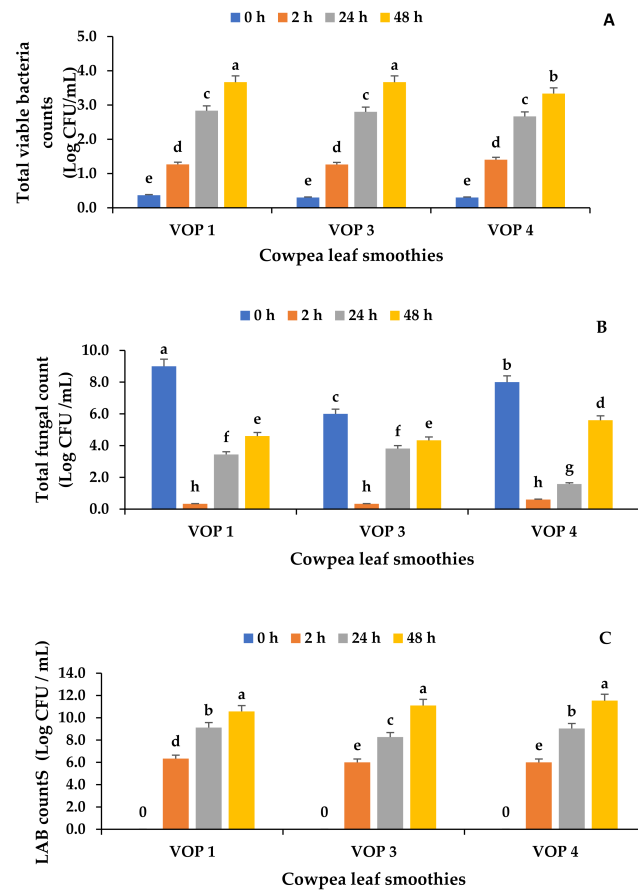 0 h 2 h 24 h 48 h
A
Total viable bacteria
counts
(Log CFU/mL)
5.0
4.0
3.0
2.0
1.0
0.0
e d c a
e d c a
e d c b
VOP 1 VOP 3 VOP 4
Cowpea leaf smoothies
0 h 2 h 24 h 48 h
B
Total fungal count
(Log CFU /mL)
10.0
8.0
6.0
4.0
2.0
0.0
a h f e
c h f e
b h g d
VOP 1 VOP 3 VOP 4
Cowpea leaf smoothies
0 h 2 h 24 h 48 h
C
LAB countS (Log CFU / mL)
14.0
12.0
10.0
8.0
6.0
4.0
2.0
0.0
0 d b a
0 e c a
0 e b a
VOP 1 VOP 3 VOP 4
Cowpea leaf smoothies